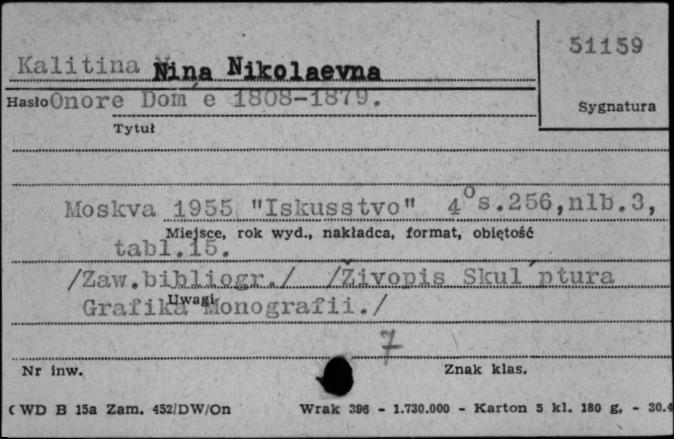 51159
Kalitina Nina Nikolaevna
Hasło Onore Dom´e 1808-1879.
Sygnatura
Tytuł
Moskva 1955 "Iskusstvo" 4° s.256,nlb.3,
Miejsce, rok wyd., nakładca, format, objętość
tabl.15.
/Zaw.bibliogr./ /Živopis Skul´ptura
Uwagi
Grafika Monografii./
7
Nr inw.
Znak klas.
CWD B 15a Zam. 452/DW/On Wrak 396 - 1.730.000 - Karton 5 kl. 180 g. - 30.4